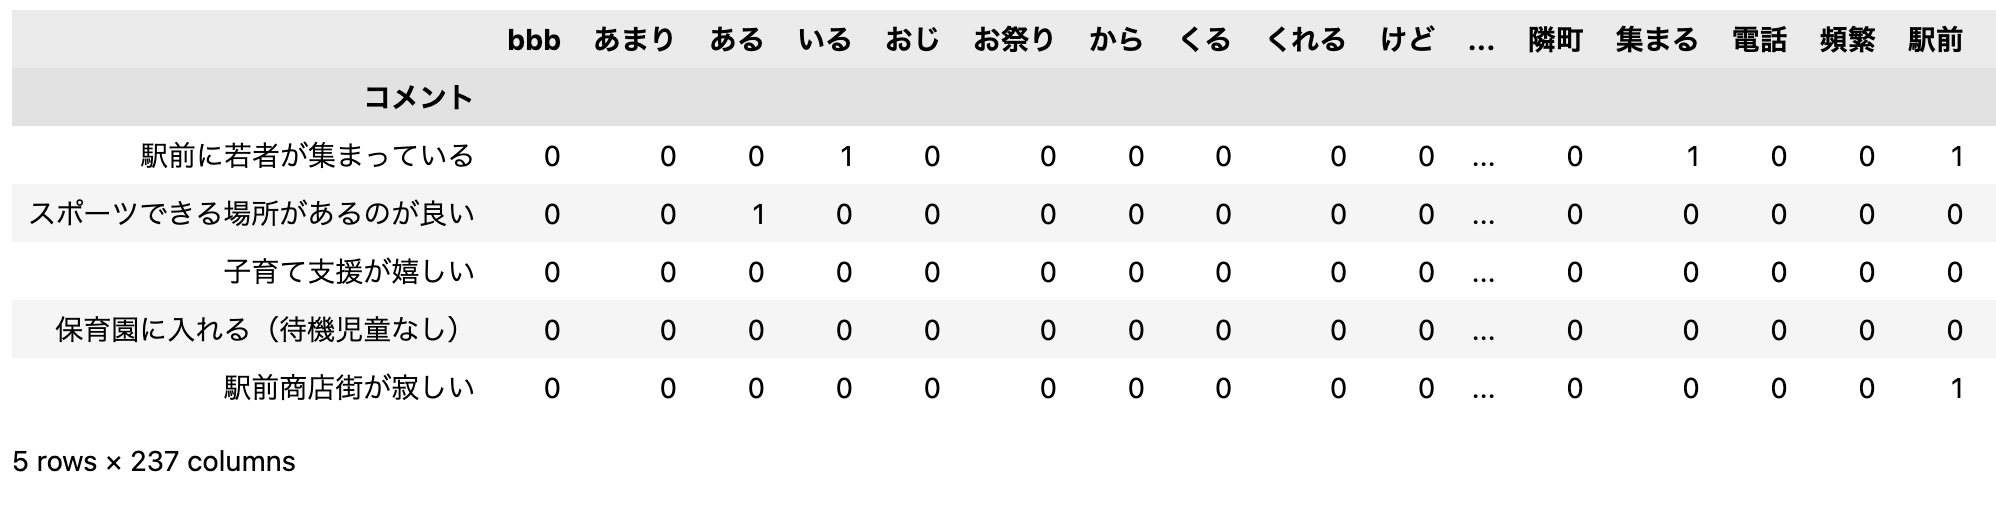 bbb あまり ある いる おじ お祭り から くる くれる けど ... 隣町 集まる 電話 頻繁 駅前
コメント
駅前に若者が集まっている 0 0 0 1 0 0 0 0 0 0 ... 0 1 0 0 1
スポーツできる場所があるのが良い 0 0 1 0 0 0 0 0 0 0 ... 0 0 0 0 0
子育て支援が嬉しい 0 0 0 0 0 0 0 0 0 0 ... 0 0 0 0 0
保育園に入れる（待機児童なし） 0 0 0 0 0 0 0 0 0 0 ... 0 0 0 0 0
駅前商店街が寂しい 0 0 0 0 0 0 0 0 0 0 ... 0 0 0 0 1
5 rows × 237 columns